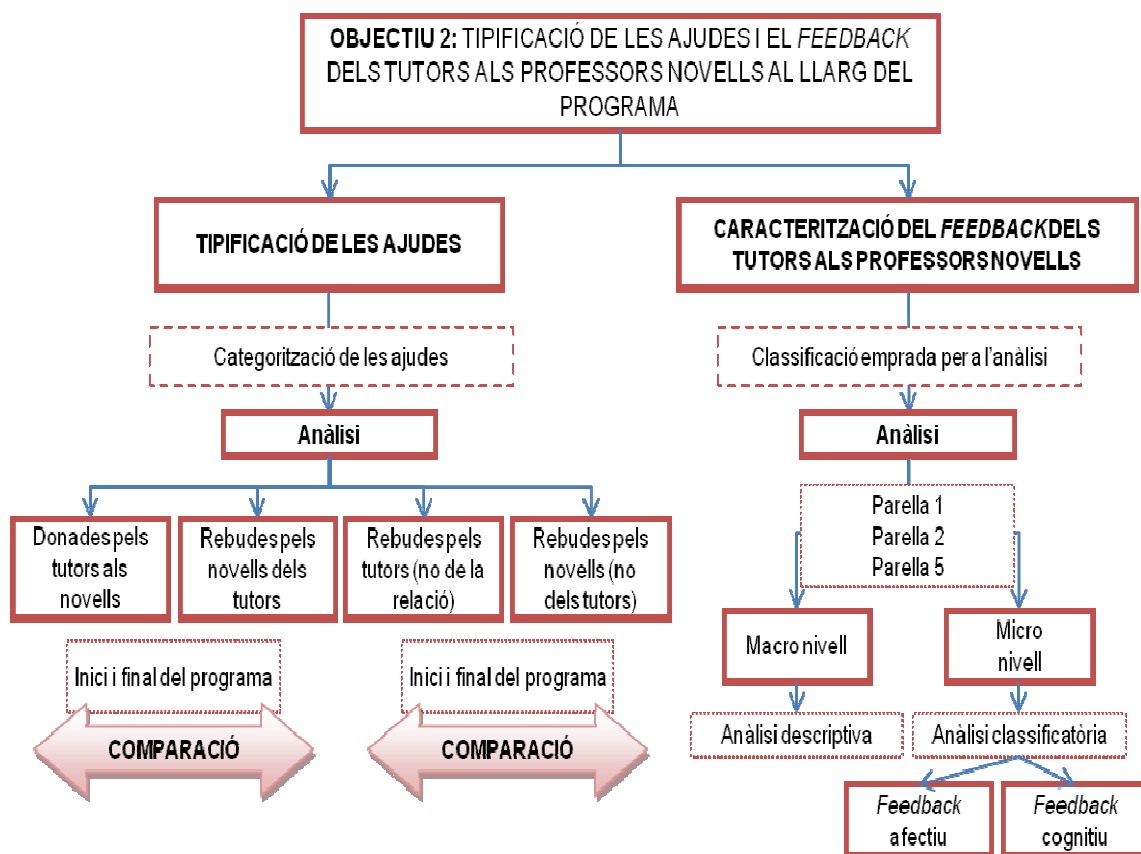 OBJECTIU 2: TIPIFICACIÓ DE LES AJUDES I EL FEEDBACK
DELS TUTORS ALS PROFESSORS NOVELLS AL LLARG DEL
PROGRAMA
TIPIFICACIÓ DE LES AJUDES
CARACTERITZACIÓ DEL FEEDBACK DELS
TUTORS ALS PROFESSORS NOVELLS
Categorització de les ajudes
Classificació emprada per a l'anàlisi
Anàlisi
Anàlisi
Donades pels
tutors als
novells
Rebudes pels
novells dels
tutors
Rebudes pels
tutors (no de la
relació)
Rebudes pels
novells (no
dels tutors)
Parella 1
Parella 2
Parella 5
Inici i final del programa
Inici i final del programa
COMPARACIÓ
COMPARACIÓ
Macro nivell
Micro
nivell
Anàlisi descriptiva
Anàlisi classificatòria
Feedback
afectiu
Feedback
cognitiu